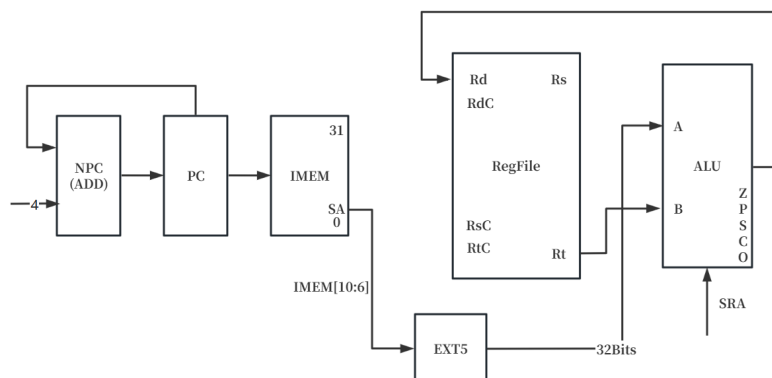 4
NPC
(ADD)
PC
IMEM
31
SA
0
IMEM[10:6]
EXT5
32Bits
Rd
RdC
Rs
RegFile
RsC
RtC
Rt
A
B
ALU
Z
P
S
C
O
SRA